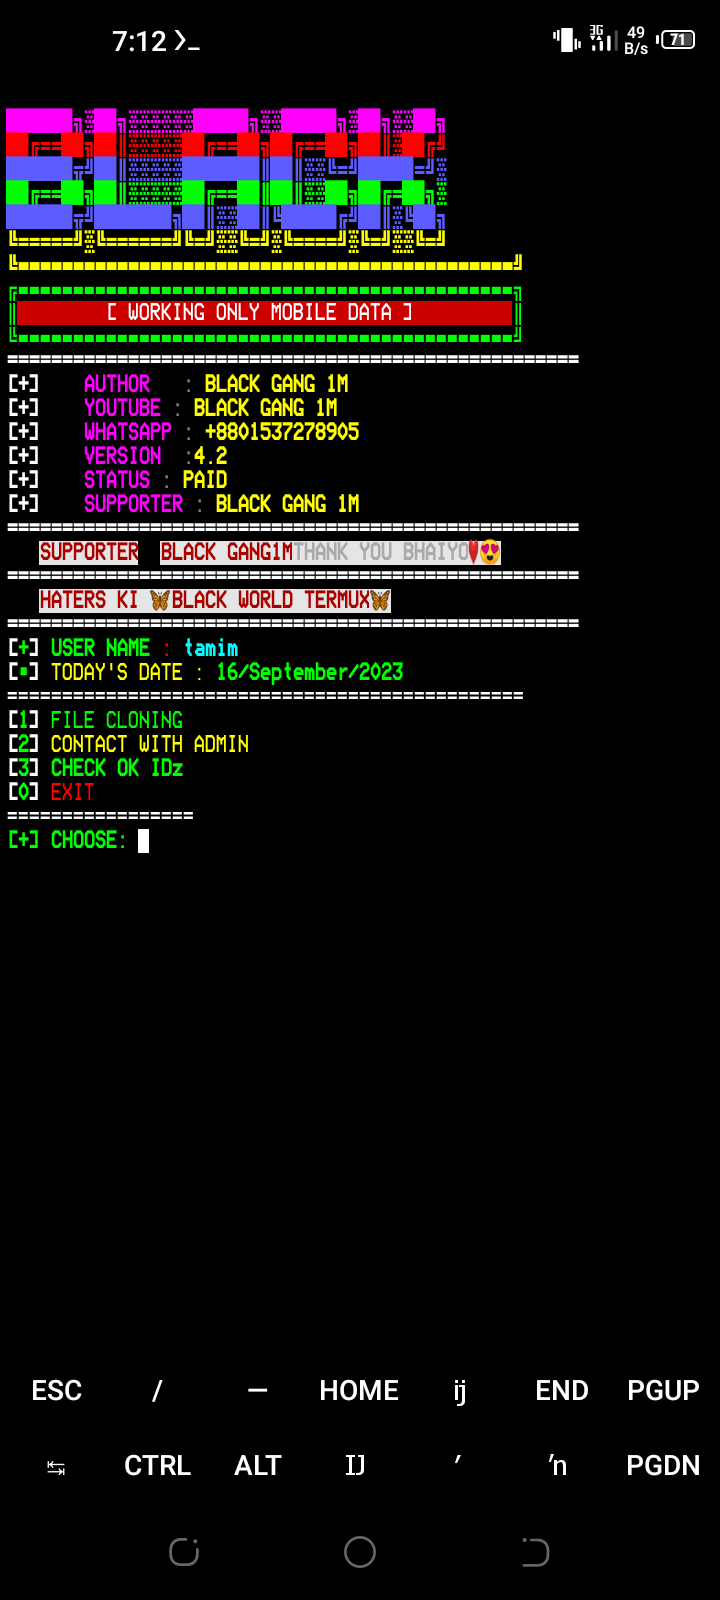 7:12
49
B/s
3G
71
BLACK
[ WORKING ONLY MOBILE DATA ]
=====================================================
[+] AUTHOR : BLACK GANG 1M
[+] YOUTUBE : BLACK GANG 1M
[+] WHATSAPP : +8801537278905
[+] VERSION :4.2
[+] STATUS : PAID
[+] SUPPORTER : BLACK GANG 1M
=====================================================
SUPPORTER BLACK GANG1MTHANK YOU BHAIYO♥😍
=====================================================
HATERS KI 🦋BLACK WORLD TERMUX🦋
=====================================================
[+] USER NAME : tamim
[▪] TODAY'S DATE : 16/September/2023
===============================================
[1] FILE CLONING
[2] CONTACT WITH ADMIN
[3] CHECK OK IDz
[0] EXIT
=================
[+] CHOOSE:
ESC / — HOME ij END PGUP
↹ CTRL ALT IJ ′ ŉ PGDN